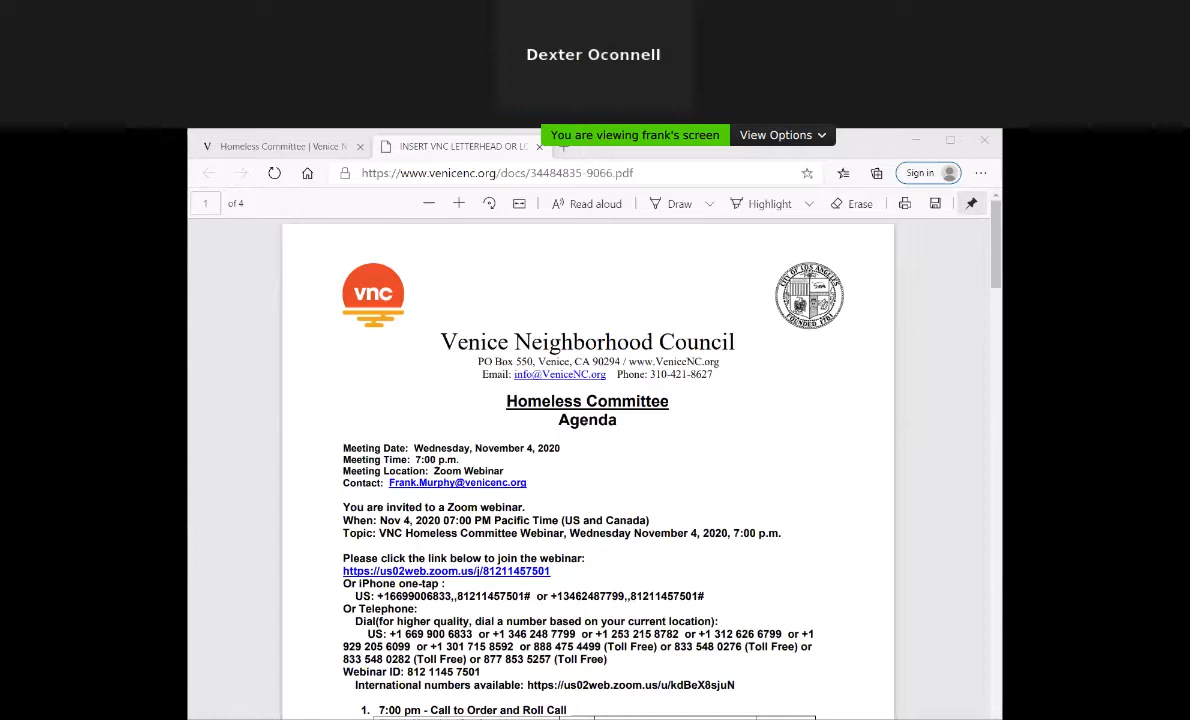 Dexter Oconnell
You are viewing frank's screen View Options
Homeless Committee | Venice N
INSERT VNC LETTERHEAD OR LO
https://www.venicenc.org/docs/34484835-9066.pdf
Sign in
1 of 4
Read aloud Draw Highlight Erase
vnc
CITY OF LOS ANGELES
FOUNDED 1781
Venice Neighborhood Council
PO Box 550, Venice, CA 90294 / www.VeniceNC.org
Email: info@VeniceNC.org Phone: 310-421-8627
Homeless Committee
Agenda
Meeting Date: Wednesday, November 4, 2020
Meeting Time: 7:00 p.m.
Meeting Location: Zoom Webinar
Contact: Frank.Murphy@venicenc.org
You are invited to a Zoom webinar.
When: Nov 4, 2020 07:00 PM Pacific Time (US and Canada)
Topic: VNC Homeless Committee Webinar, Wednesday November 4, 2020, 7:00 p.m.
Please click the link below to join the webinar:
https://us02web.zoom.us/j/81211457501
Or iPhone one-tap :
US: +16699006833,,81211457501# or +13462487799,,81211457501#
Or Telephone:
Dial(for higher quality, dial a number based on your current location):
US: +1 669 900 6833 or +1 346 248 7799 or +1 253 215 8782 or +1 312 626 6799 or +1
929 205 6099 or +1 301 715 8592 or 888 475 4499 (Toll Free) or 833 548 0276 (Toll Free) or
833 548 0282 (Toll Free) or 877 853 5257 (Toll Free)
Webinar ID: 812 1145 7501
International numbers available: https://us02web.zoom.us/u/kdBeX8sjuN
1. 7:00 pm - Call to Order and Roll Call